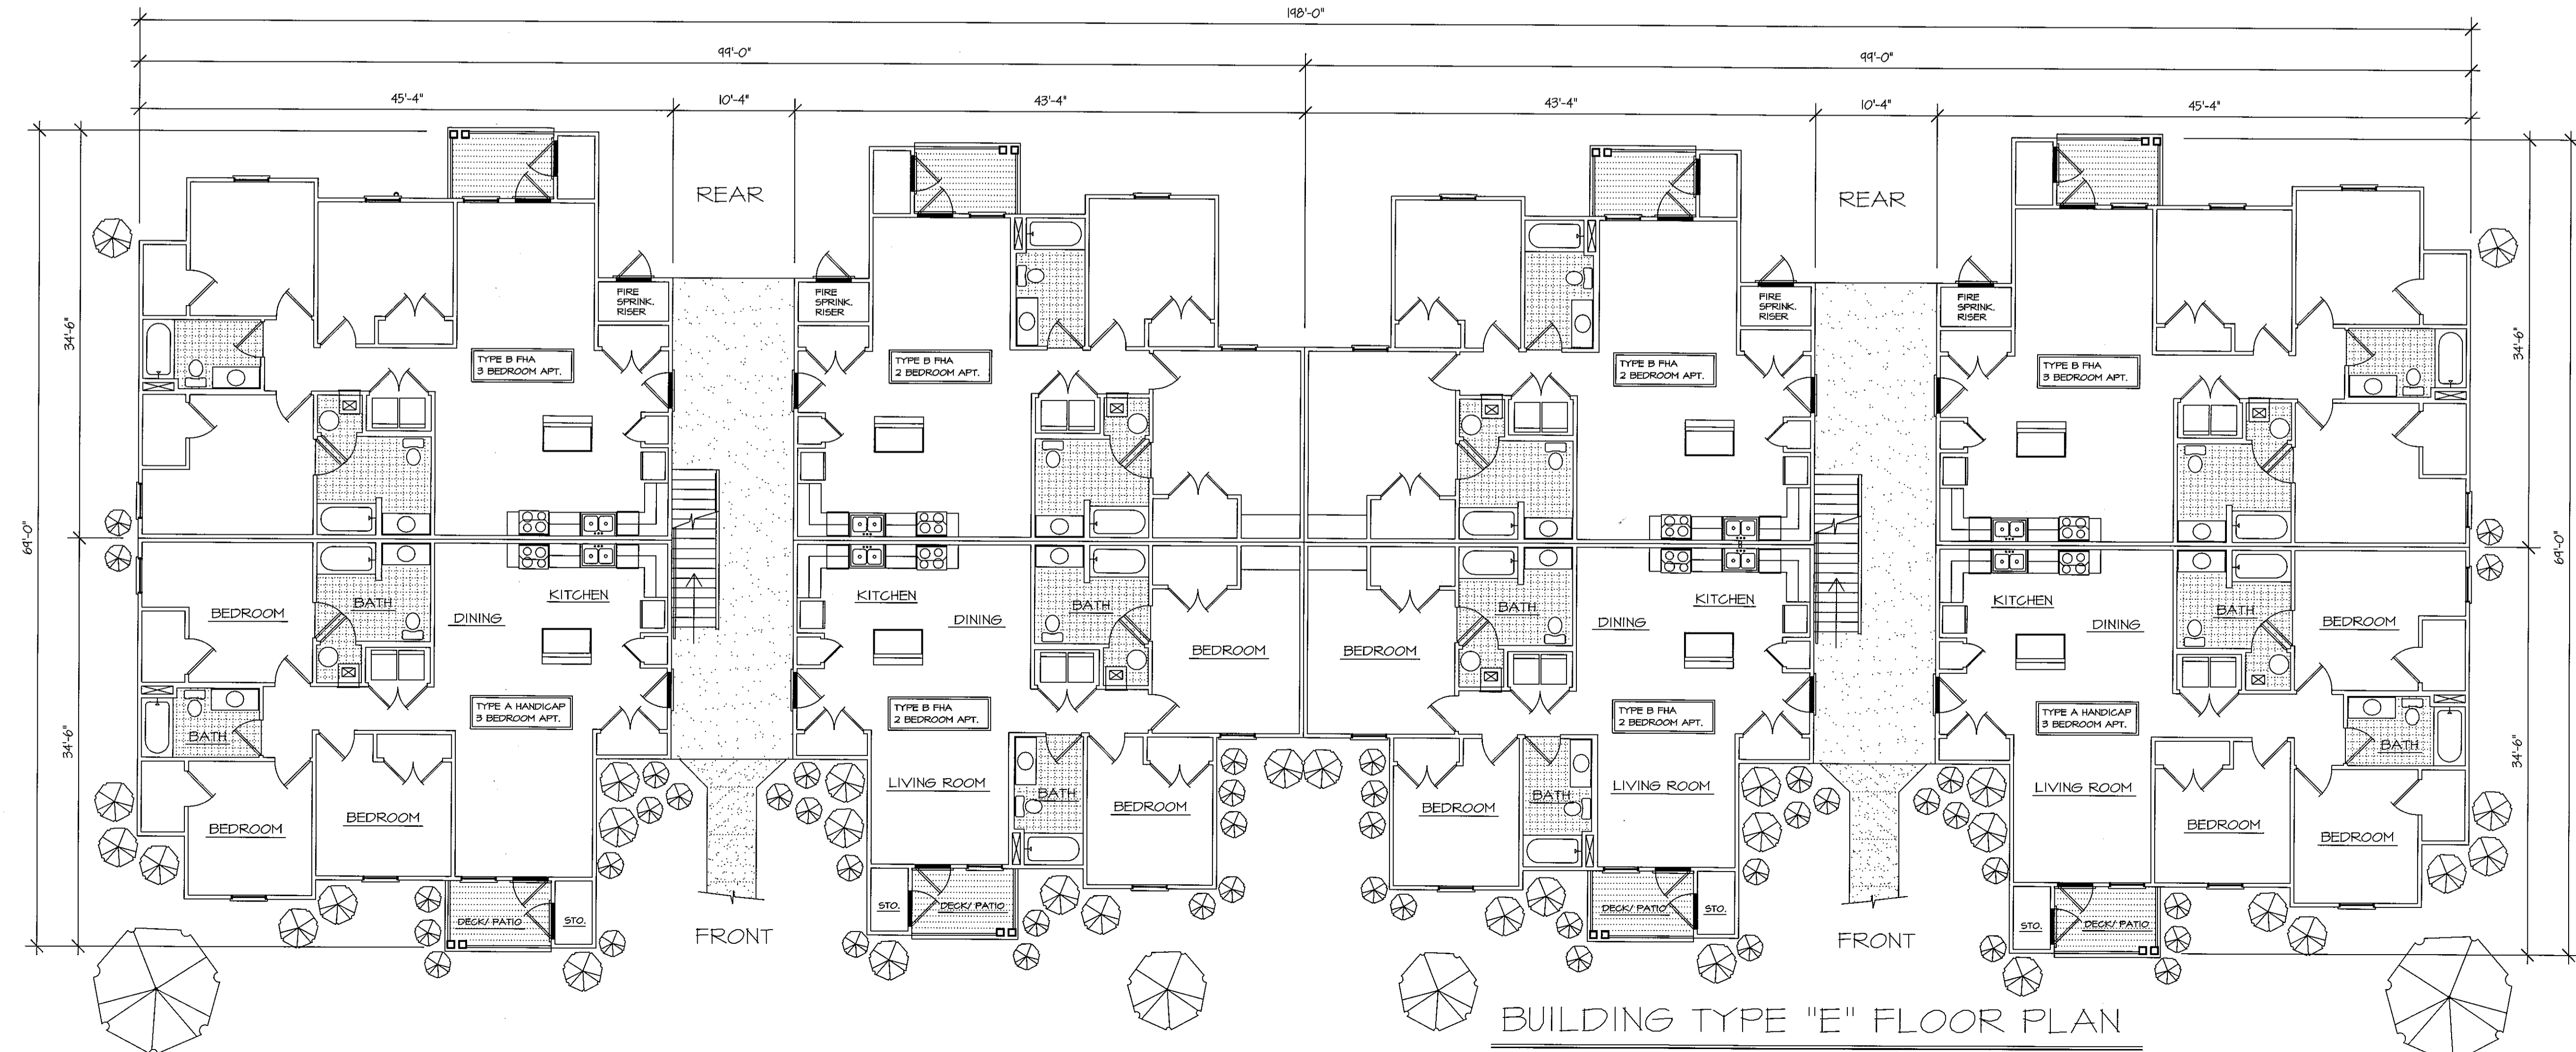 198'-0"
99'-0"
99'-0"
45'-4"
10'-4"
43'-4"
43'-4"
10'-4"
45'-4"
REAR
REAR
FIRE
SPRINK.
RISER
FIRE
SPRINK.
RISER
FIRE
SPRINK.
RISER
FIRE
SPRINK.
RISER
34'-6"
34'-6"
TYPE B FHA
3 BEDROOM APT.
TYPE B FHA
2 BEDROOM APT.
TYPE B FHA
2 BEDROOM APT.
TYPE B FHA
3 BEDROOM APT.
69'-0"
69'-0"
BEDROOM
BATH
DINING
KITCHEN
KITCHEN
DINING
BATH
BEDROOM
BEDROOM
BATH
DINING
KITCHEN
KITCHEN
DINING
BATH
BEDROOM
TYPE A HANDICAP
3 BEDROOM APT.
TYPE B FHA
2 BEDROOM APT.
TYPE B FHA
2 BEDROOM APT.
TYPE A HANDICAP
3 BEDROOM APT.
34'-6"
34'-6"
BATH
BATH
LIVING ROOM
LIVING ROOM
LIVING ROOM
BATH
BATH
BEDROOM
BEDROOM
BEDROOM
BEDROOM
BEDROOM
BEDROOM
DECK/ PATIO
STO.
STO.
DECK/ PATIO
DECK/ PATIO
STO.
STO.
DECK/ PATIO
FRONT
FRONT
BUILDING TYPE "E" FLOOR PLAN